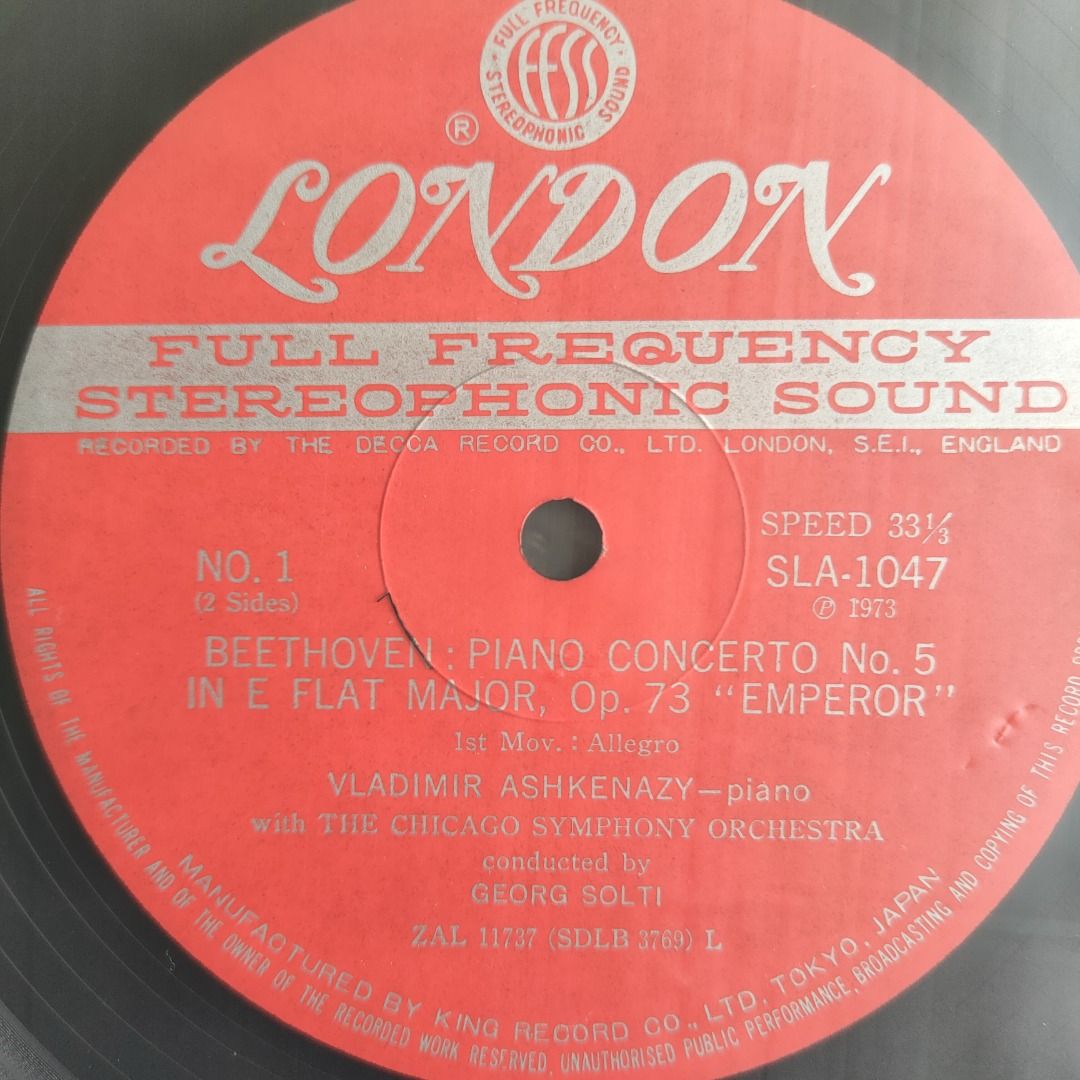 FULL FREQUENCY
STEREOPHONIC SOUND
FFSS
®
LONDON
FULL FREQUENCY
STEREOPHONIC SOUND
RECORDED BY THE DECCA RECORD CO., LTD. LONDON, S.E.I., ENGLAND
SPEED 33⅓
NO. 1
SLA-1047
(2 Sides)
℗ 1973
BEETHOVEN : PIANO CONCERTO No. 5
IN E FLAT MAJOR, Op. 73 “EMPEROR”
1st Mov. : Allegro
VLADIMIR ASHKENAZY—piano
with THE CHICAGO SYMPHONY ORCHESTRA
conducted by
GEORG SOLTI
ZAL 11737 (SDLB 3769) L
MANUFACTURED BY KING RECORD CO., LTD. TOKYO, JAPAN
ALL RIGHTS OF THE MANUFACTURER AND OF THE OWNER OF THE RECORDED WORK RESERVED. UNAUTHORISED PUBLIC PERFORMANCE, BROADCASTING AND COPYING OF THIS RECORD